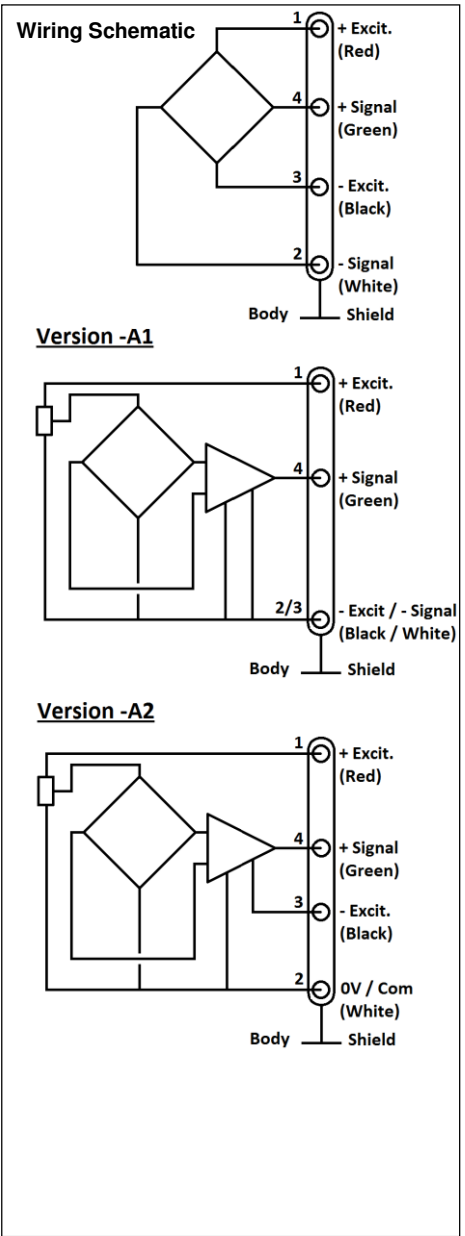 Wiring Schematic
1 + Excit.
(Red)
4 + Signal
(Green)
3 - Excit.
(Black)
2 - Signal
(White)
Body Shield
Version -A1
1 + Excit.
(Red)
4 + Signal
(Green)
2/3 - Excit / - Signal
(Black / White)
Body Shield
Version -A2
1 + Excit.
(Red)
4 + Signal
(Green)
3 - Excit.
(Black)
2 0V / Com
(White)
Body Shield